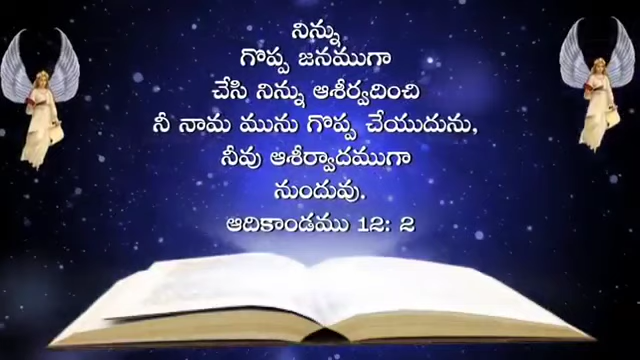 నిన్ను
గొప్ప జనముగా
చేసి నిన్ను ఆశీర్వదించి
నీ నామ మును గొప్ప చేయుదును,
నీవు ఆశీర్వాదముగా
నుందువు.
ఆదికాండము 12: 2